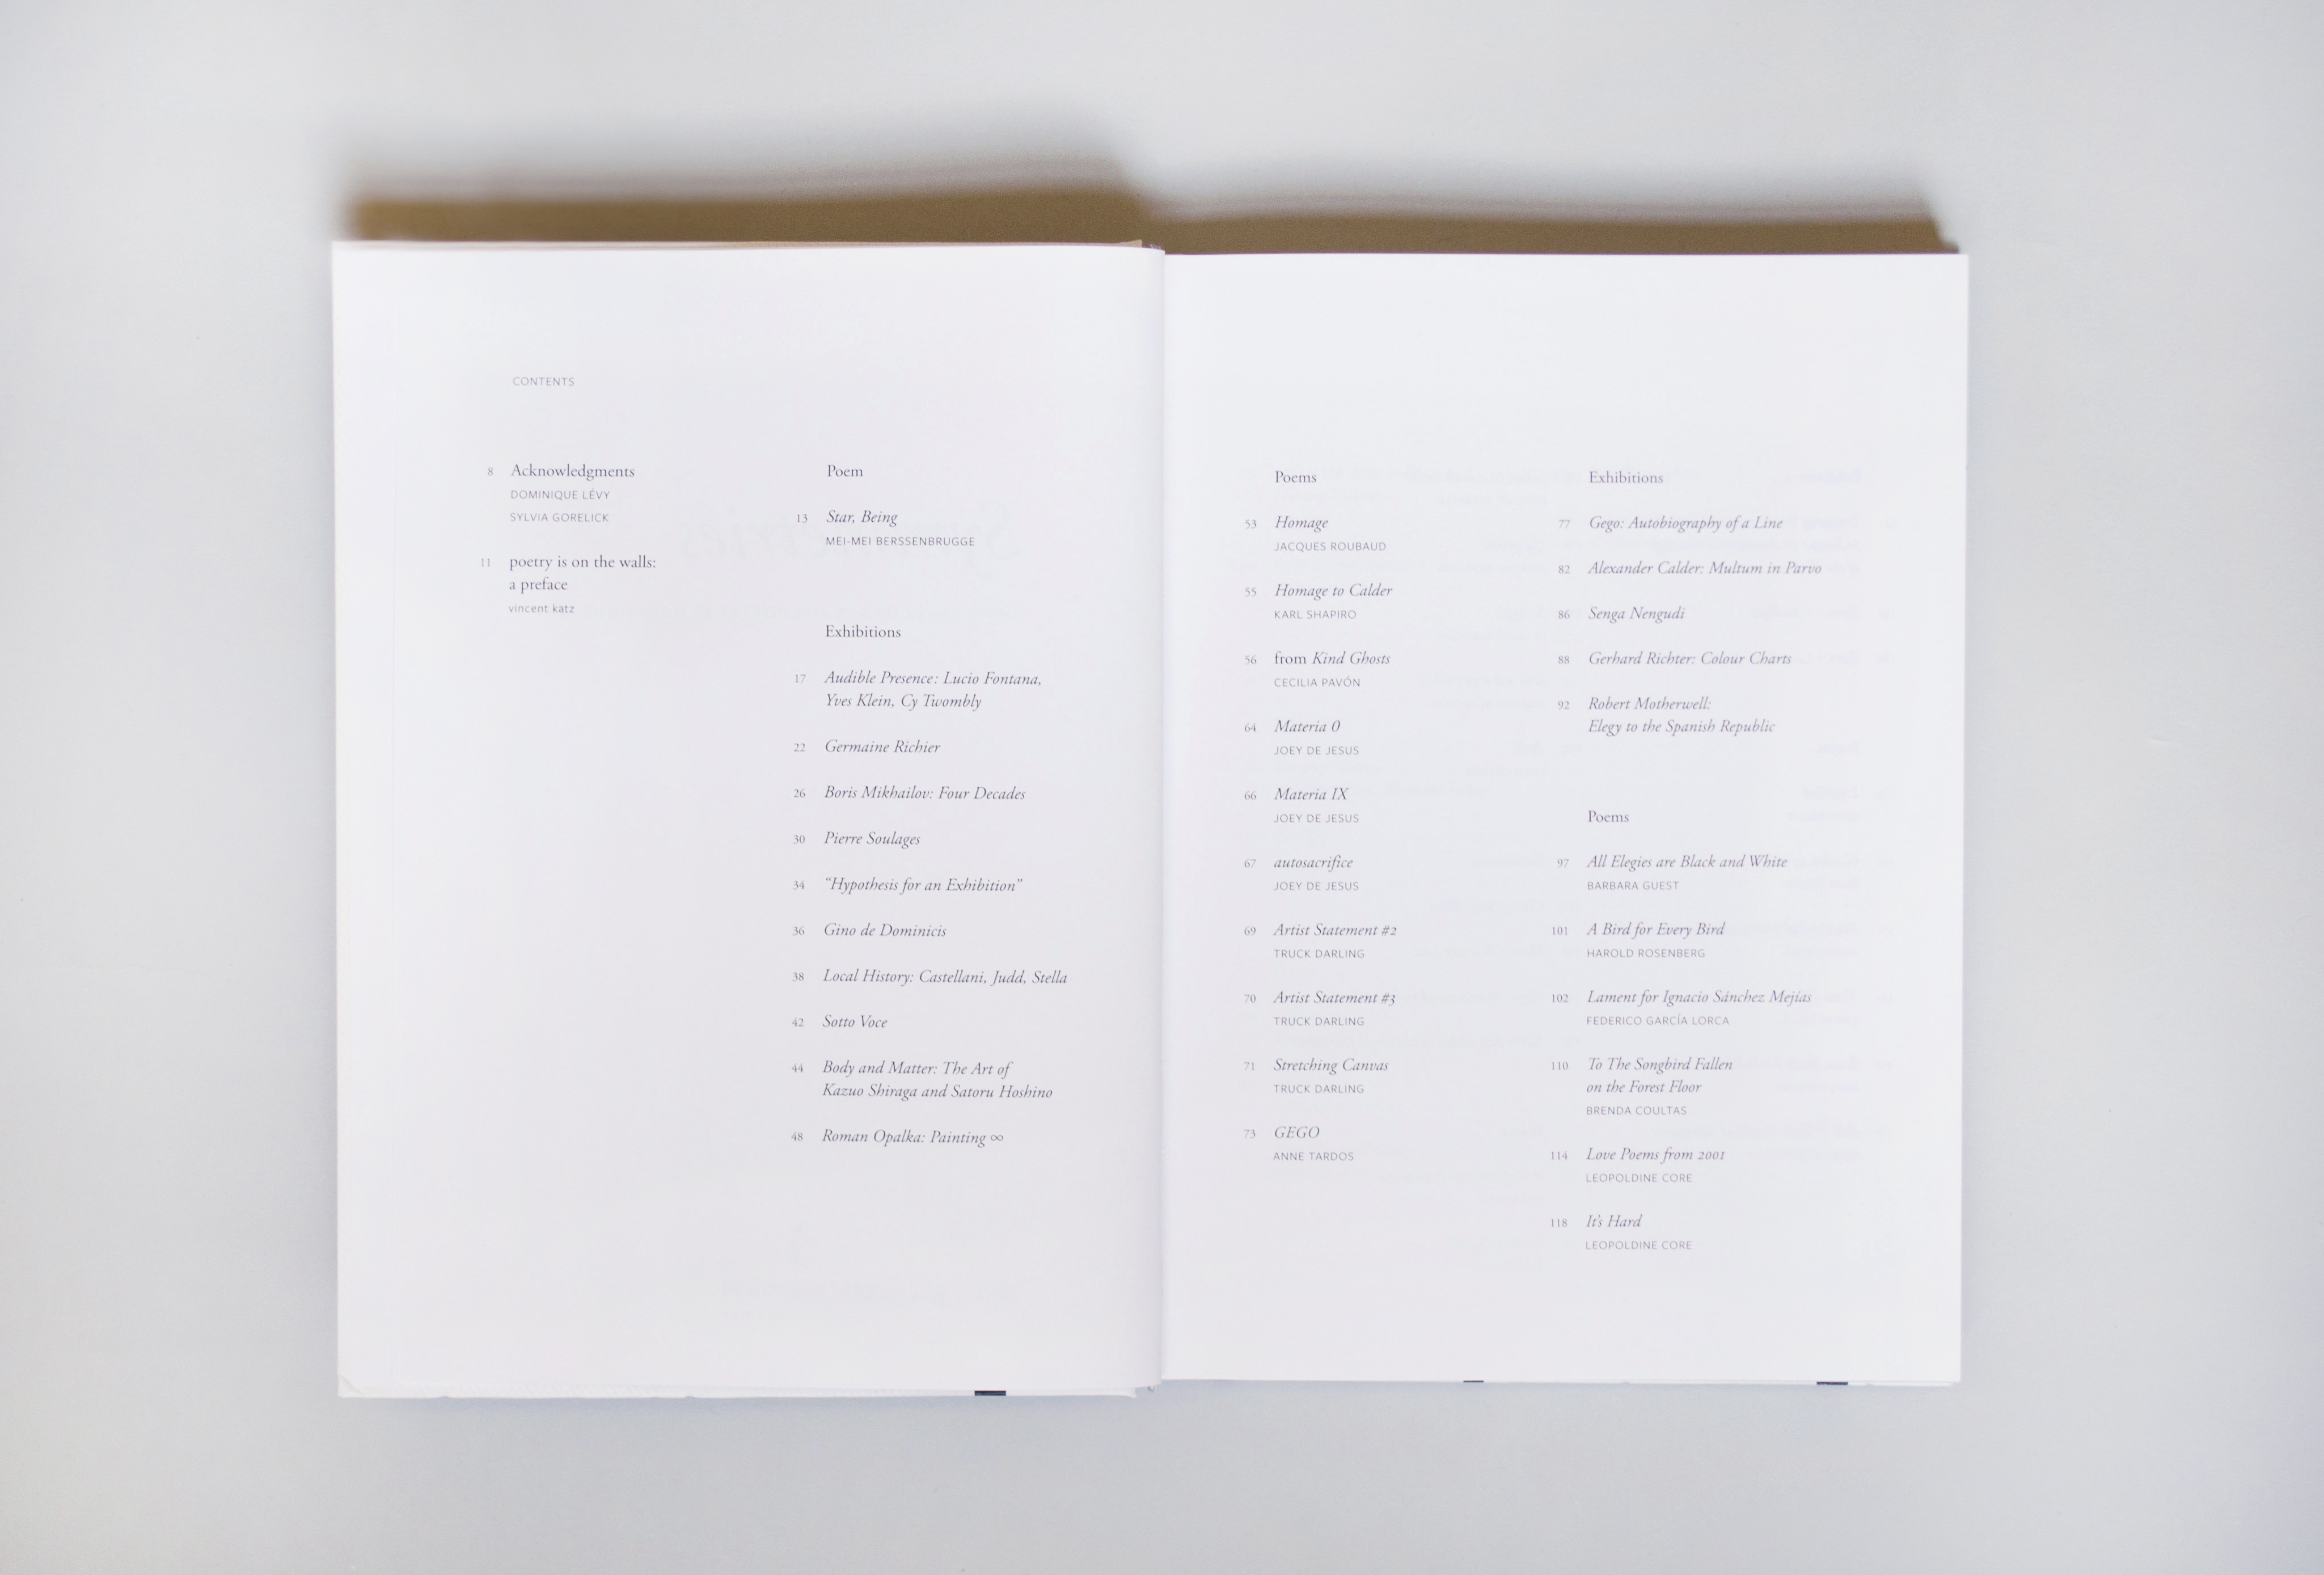 CONTENTS
8 Acknowledgments
DOMINIQUE LÉVY
SYLVIA GORELICK
11 poetry is on the walls:
a preface
vincent katz
Poem
13 Star, Being
MEI-MEI BERSSENBRUGGE
Exhibitions
17 Audible Presence: Lucio Fontana,
Yves Klein, Cy Twombly
22 Germaine Richier
26 Boris Mikhailov: Four Decades
30 Pierre Soulages
34 “Hypothesis for an Exhibition”
36 Gino de Dominicis
38 Local History: Castellani, Judd, Stella
42 Sotto Voce
44 Body and Matter: The Art of
Kazuo Shiraga and Satoru Hoshino
48 Roman Opalka: Painting ∞
Poems
53 Homage
JACQUES ROUBAUD
55 Homage to Calder
KARL SHAPIRO
56 from Kind Ghosts
CECILIA PAVÓN
64 Materia 0
JOEY DE JESUS
66 Materia IX
JOEY DE JESUS
67 autosacrifice
JOEY DE JESUS
69 Artist Statement #2
TRUCK DARLING
70 Artist Statement #3
TRUCK DARLING
71 Stretching Canvas
TRUCK DARLING
73 GEGO
ANNE TARDOS
Exhibitions
77 Gego: Autobiography of a Line
82 Alexander Calder: Multum in Parvo
86 Senga Nengudi
88 Gerhard Richter: Colour Charts
92 Robert Motherwell:
Elegy to the Spanish Republic
Poems
97 All Elegies are Black and White
BARBARA GUEST
101 A Bird for Every Bird
HAROLD ROSENBERG
102 Lament for Ignacio Sánchez Mejías
FEDERICO GARCÍA LORCA
110 To The Songbird Fallen
on the Forest Floor
BRENDA COULTAS
114 Love Poems from 2001
LEOPOLDINE CORE
118 It’s Hard
LEOPOLDINE CORE